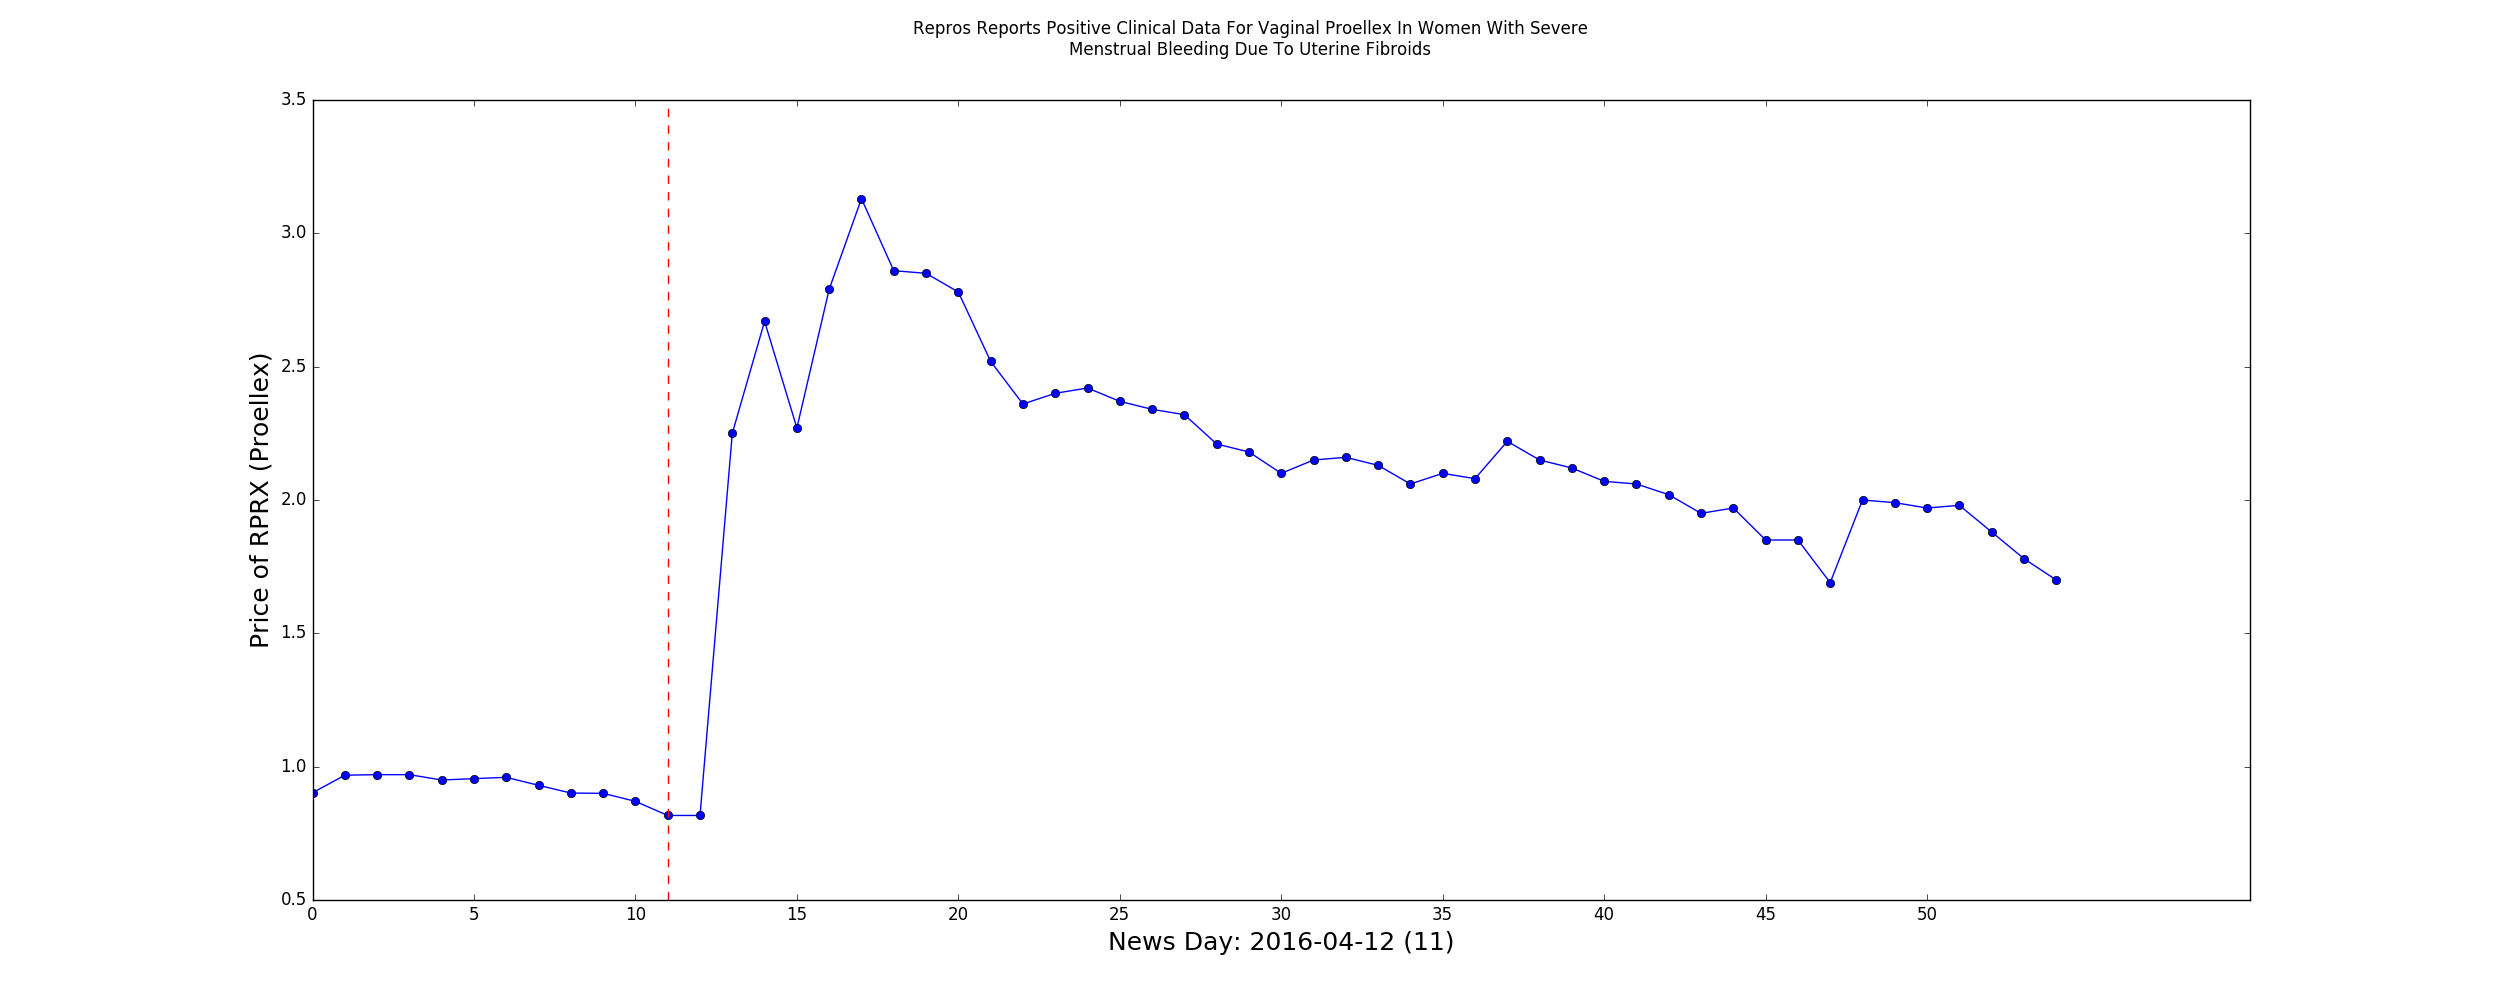 Repros Reports Positive Clinical Data For Vaginal Proellex In Women With Severe
Menstrual Bleeding Due To Uterine Fibroids
Price of RPRX (Proellex)
3.5
3.0
2.5
2.0
1.5
1.0
0.5
0 5 10 15 20 25 30 35 40 45 50
News Day: 2016-04-12 (11)